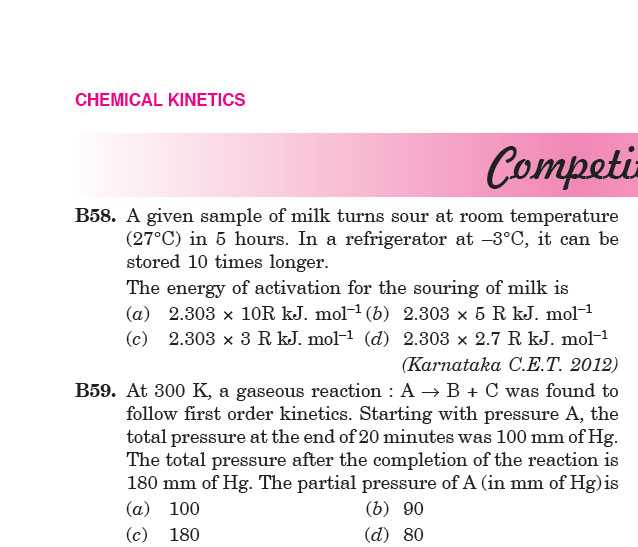 CHEMICAL KINETICS
B58. A given sample of milk turns sour at room temperature
(27°C) in 5 hours. In a refrigerator at –3°C, it can be
stored 10 times longer.
The energy of activation for the souring of milk is
(a) 2.303 × 10R kJ. mol⁻¹ (b) 2.303 × 5 R kJ. mol⁻¹
(c) 2.303 × 3 R kJ. mol⁻¹ (d) 2.303 × 2.7 R kJ. mol⁻¹
(Karnataka C.E.T. 2012)
B59. At 300 K, a gaseous reaction : A → B + C was found to
follow first order kinetics. Starting with pressure A, the
total pressure at the end of 20 minutes was 100 mm of Hg.
The total pressure after the completion of the reaction is
180 mm of Hg. The partial pressure of A (in mm of Hg) is
(a) 100 (b) 90
(c) 180 (d) 80